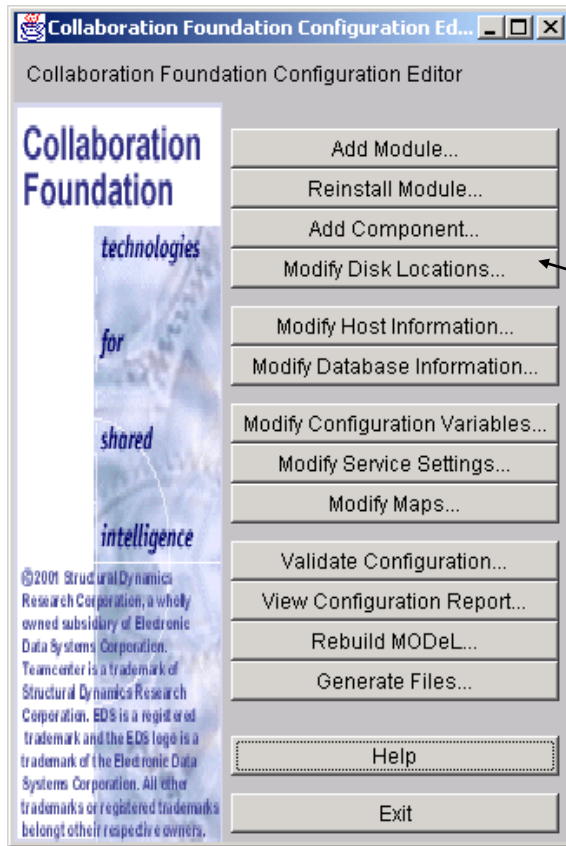 Collaboration Foundation Configuration Ed...
Collaboration Foundation Configuration Editor
Collaboration
Foundation
technologies
for
shared
intelligence
©2001 Structural Dynamics
Research Corporation, a wholly
owned subsidiary of Electronic
Data Systems Corporation.
Teamcenter is a trademark of
Structural Dynamics Research
Corporation. EDS is a registered
trademark and the EDS logo is a
trademark of the Electronic Data
Systems Corporation. All other
trademarks or registered trademarks
belong t otheir respective owners.
Add Module...
Reinstall Module...
Add Component...
Modify Disk Locations...
Modify Host Information...
Modify Database Information...
Modify Configuration Variables...
Modify Service Settings...
Modify Maps...
Validate Configuration...
View Configuration Report...
Rebuild MODeL...
Generate Files...
Help
Exit